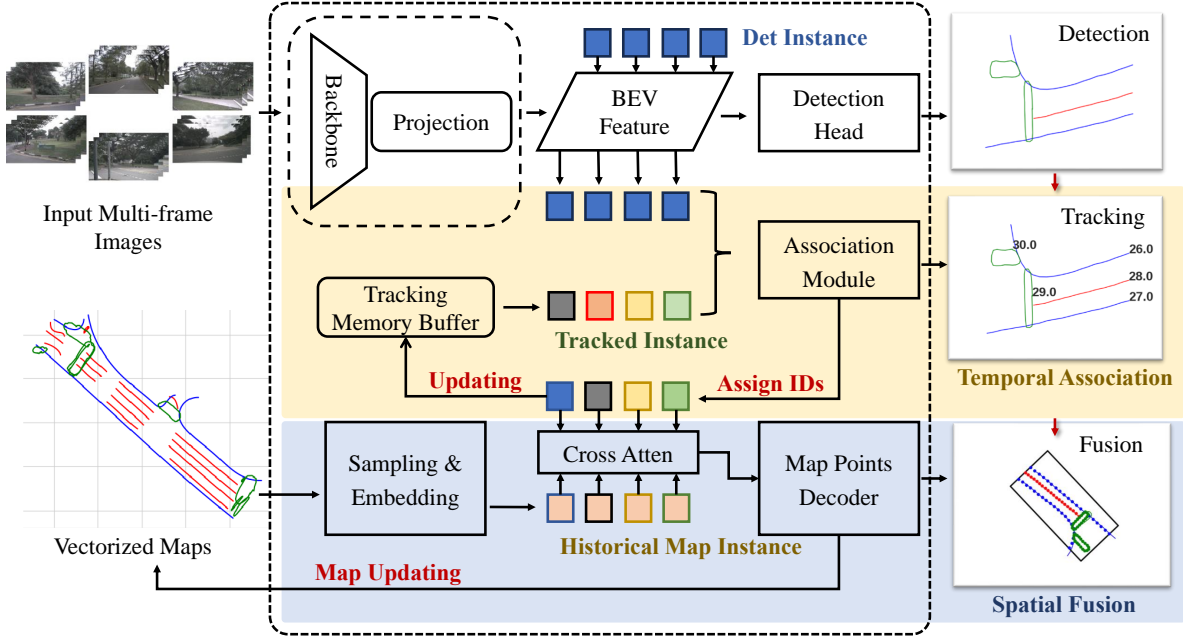 Input Multi-frame
Images
Backbone
Projection
Det Instance
BEV
Feature
Detection
Head
Detection
Tracking
30.0
26.0
28.0
29.0
27.0
Temporal Association
Association
Module
Tracking
Memory Buffer
Tracked Instance
Updating
Assign IDs
Sampling &
Embedding
Cross Atten
Map Points
Decoder
Historical Map Instance
Fusion
Vectorized Maps
Map Updating
Spatial Fusion